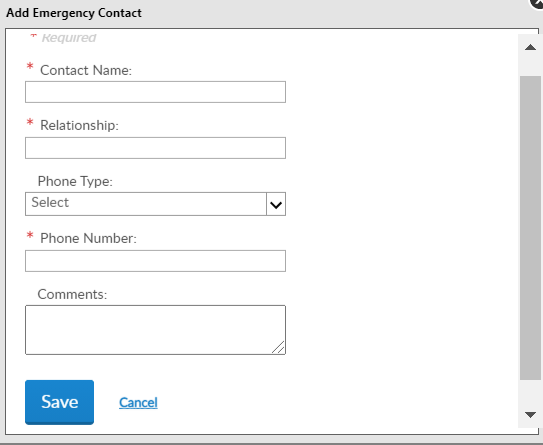 Add Emergency Contact
* Required
* Contact Name:
* Relationship:
Phone Type:
Select
* Phone Number:
Comments:
Save Cancel